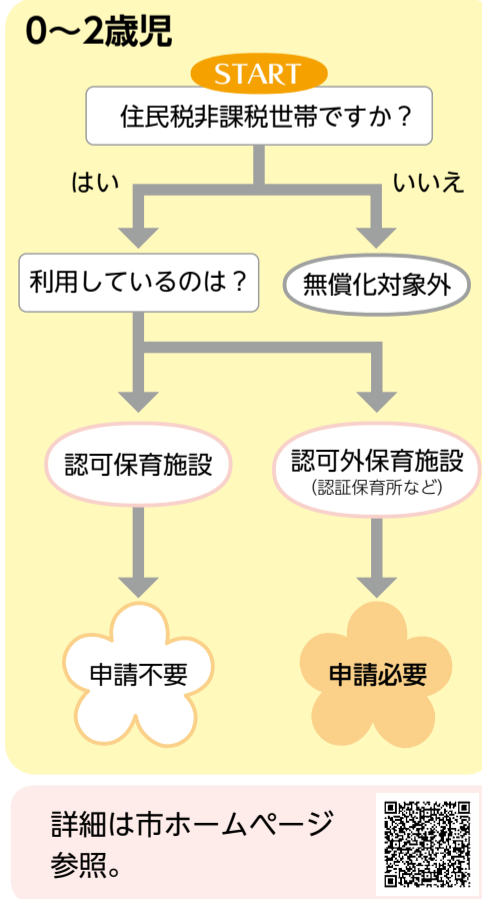 0～2歳児
START
住民税非課税世帯ですか？
はい
いいえ
利用しているのは？
無償化対象外
認可保育施設
認可外保育施設
(認証保育所など)
申請不要
申請必要
詳細は市ホームページ
参照。